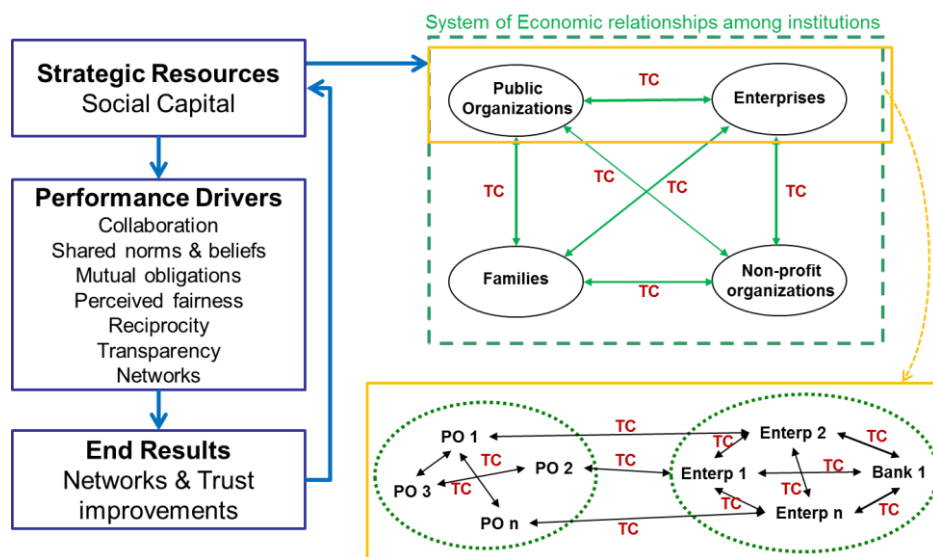 System of Economic relationships among institutions
Strategic Resources
Social Capital
Performance Drivers
Collaboration
Shared norms & beliefs
Mutual obligations
Perceived fairness
Reciprocity
Transparency
Networks
End Results
Networks & Trust
improvements
Public
Organizations
TC
Enterprises
TC
TC
TC
TC
Families
TC
Non-profit
organizations
PO 1
TC
Enterp 2
TC
TC
TC
PO 2
TC
Enterp 1
Bank 1
PO 3
TC
TC
TC
TC
PO n
TC
Enterp n